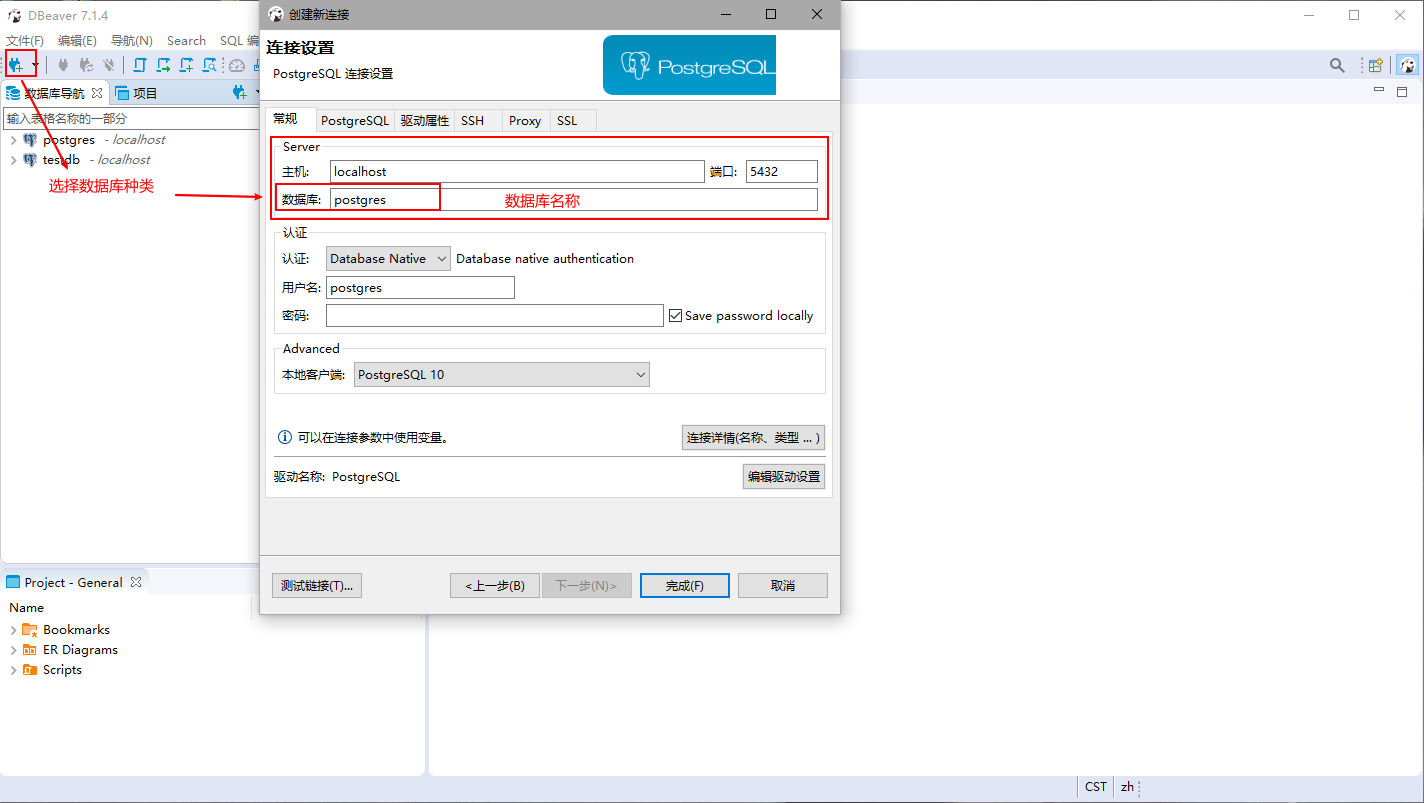 DBeaver 7.1.4
文件(F) 编辑(E) 导航(N) Search SQL 编
数据库导航 项目
输入表格名称的一部分
postgres - localhost
testdb - localhost
选择数据库种类
创建新连接
连接设置
PostgreSQL 连接设置
PostgreSQL
常规 PostgreSQL 驱动属性 SSH Proxy SSL
Server
主机: localhost 端口: 5432
数据库: postgres 数据库名称
认证
认证: Database Native Database native authentication
用户名: postgres
密码: Save password locally
Advanced
本地客户端: PostgreSQL 10
可以在连接参数中使用变量。 连接详情(名称、类型 ... )
驱动名称: PostgreSQL 编辑驱动设置
测试链接(T)... <上一步(B) 下一步(N)> 完成(F) 取消
Project - General
Name
Bookmarks
ER Diagrams
Scripts
CST zh